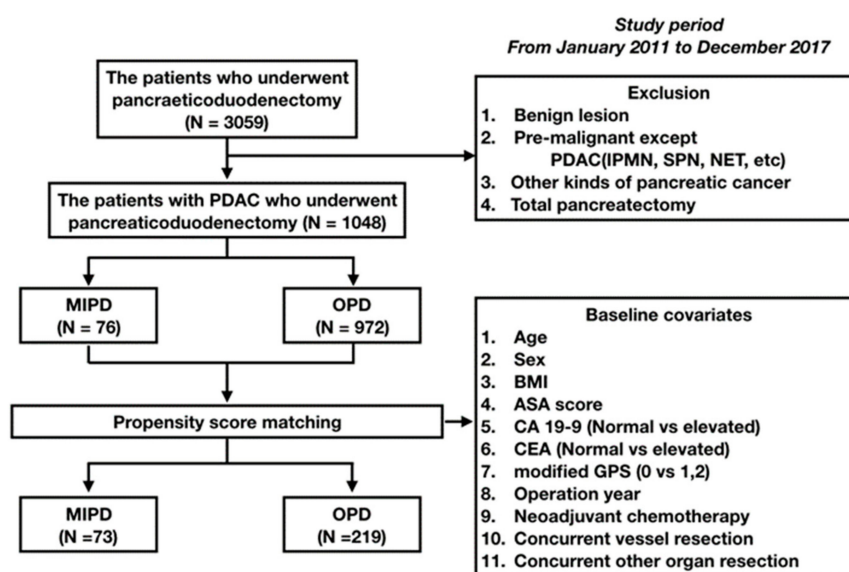 Study period
From January 2011 to December 2017
The patients who underwent
pancraeticoduodenectomy
(N = 3059)
Exclusion
1. Benign lesion
2. Pre-malignant except
PDAC(IPMN, SPN, NET, etc)
3. Other kinds of pancreatic cancer
4. Total pancreatectomy
The patients with PDAC who underwent
pancreaticoduodenectomy (N = 1048)
MIPD
(N = 76)
OPD
(N = 972)
Propensity score matching
Baseline covariates
1. Age
2. Sex
3. BMI
4. ASA score
5. CA 19-9 (Normal vs elevated)
6. CEA (Normal vs elevated)
7. modified GPS (0 vs 1,2)
8. Operation year
9. Neoadjuvant chemotherapy
10. Concurrent vessel resection
11. Concurrent other organ resection
MIPD
(N =73)
OPD
(N =219)